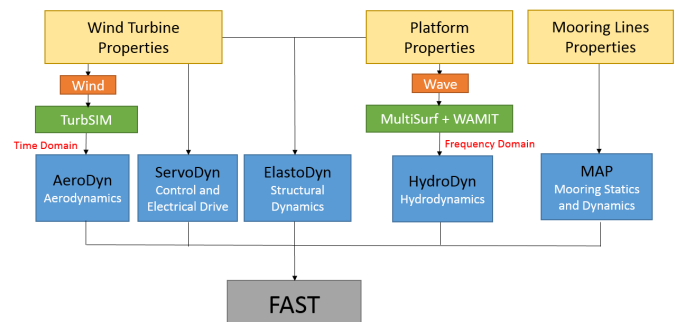 Wind Turbine
Properties
Platform
Properties
Mooring Lines
Properties
Wind
Wave
TurbSIM
MultiSurf + WAMIT
Time Domain
Frequency Domain
AeroDyn
Aerodynamics
ServoDyn
Control and
Electrical Drive
ElastoDyn
Structural
Dynamics
HydroDyn
Hydrodynamics
MAP
Mooring Statics
and Dynamics
FAST